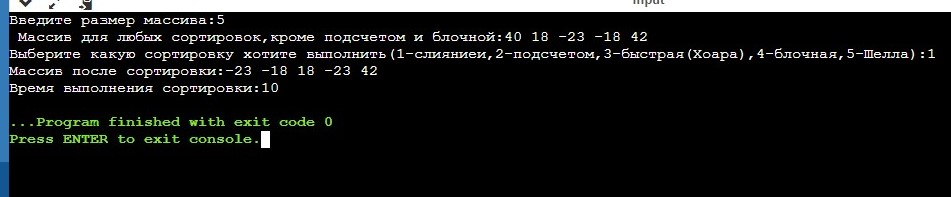 input
Введите размер массива:5
Массив для любых сортировок,кроме подсчетом и блочной:40 18 -23 -18 42
Выберите какую сортировку хотите выполнить(1-слияниеи,2-подсчетом,3-быстрая(Хоара),4-блочная,5-Шелла):1
Массив после сортировки:-23 -18 18 -23 42
Время выполнения сортировки:10
...Program finished with exit code 0
Press ENTER to exit console.